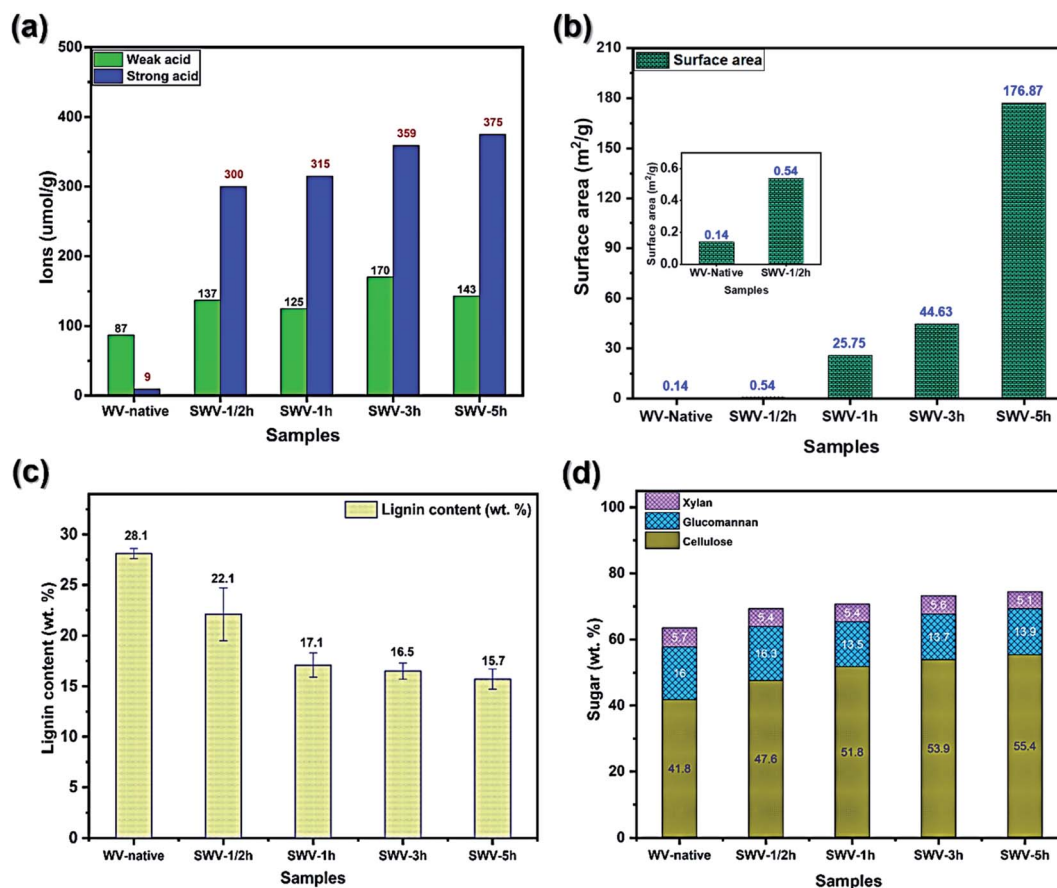 (a)
500
400
300
200
100
0
Ions (umol/g)
Weak acid
Strong acid
87
9
137
300
125
315
170
359
143
375
WV-native
SWV-1/2h
SWV-1h
SWV-3h
SWV-5h
Samples
(b)
210
180
150
120
90
60
30
0
Surface area (m²/g)
Surface area
0.14
0.54
25.75
44.63
176.87
WV-Native
SWV-1/2h
SWV-1h
SWV-3h
SWV-5h
Samples
0.6
0.4
0.2
0.0
Surface area (m²/g)
0.14
0.54
WV-Native
SWV-1/2h
Samples
(c)
30
25
20
15
10
5
0
Lignin content (wt. %)
Lignin content (wt. %)
28.1
22.1
17.1
16.5
15.7
WV-native
SWV-1/2h
SWV-1h
SWV-3h
SWV-5h
Samples
(d)
100
80
60
40
20
0
Sugar (wt. %)
Xylan
Glucomannan
Cellulose
5.7
16
41.8
5.4
16.3
47.6
5.4
13.5
51.8
5.6
13.7
53.9
5.1
13.9
55.4
WV-native
SWV-1/2h
SWV-1h
SWV-3h
SWV-5h
Samples